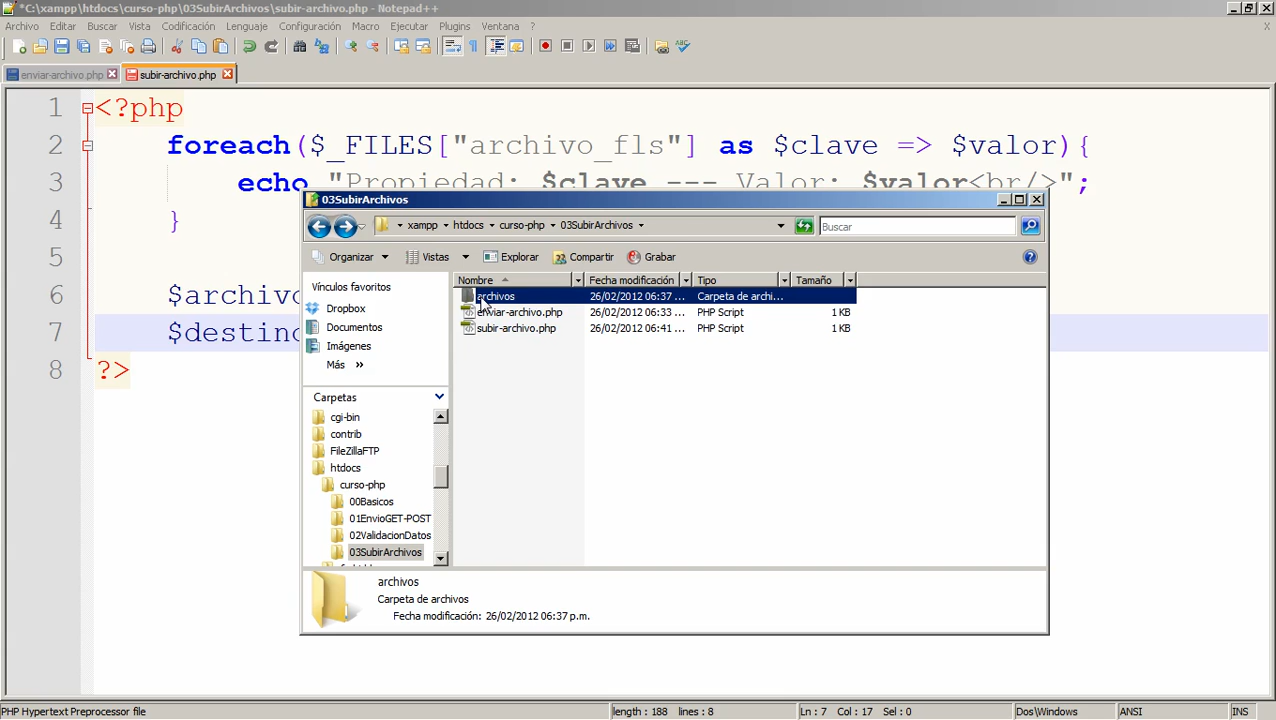 *C:\xampp\htdocs\curso-php\03SubirArchivos\subir-archivo.php - Notepad++
Archivo Editar Buscar Vista Codificación Lenguaje Configuración Macro Ejecutar Plugins Ventana ? X
enviar-archivo.php subir-archivo.php
1 <?php
2 foreach($_FILES["archivo_fls"] as $clave => $valor){
3 echo "Propiedad: $clave --- Valor: $valor<br/>";
4 }
5
6 $archivo
7 $destino
8 ?>
03SubirArchivos
xampp htdocs curso-php 03SubirArchivos Buscar
Organizar Vistas Explorar Compartir Grabar
Vínculos favoritos
Dropbox
Documentos
Imágenes
Más »
Carpetas
cgi-bin
contrib
FileZillaFTP
htdocs
curso-php
00Basicos
01EnvioGET-POST
02ValidacionDatos
03SubirArchivos
Nombre Fecha modificación Tipo Tamaño
archivos 26/02/2012 06:37 ... Carpeta de archi...
enviar-archivo.php 26/02/2012 06:33 ... PHP Script 1 KB
subir-archivo.php 26/02/2012 06:41 ... PHP Script 1 KB
archivos
Carpeta de archivos
Fecha modificación: 26/02/2012 06:37 p.m.
PHP Hypertext Preprocessor file length : 188 lines : 8 Ln : 7 Col : 17 Sel : 0 Dos\Windows ANSI INS